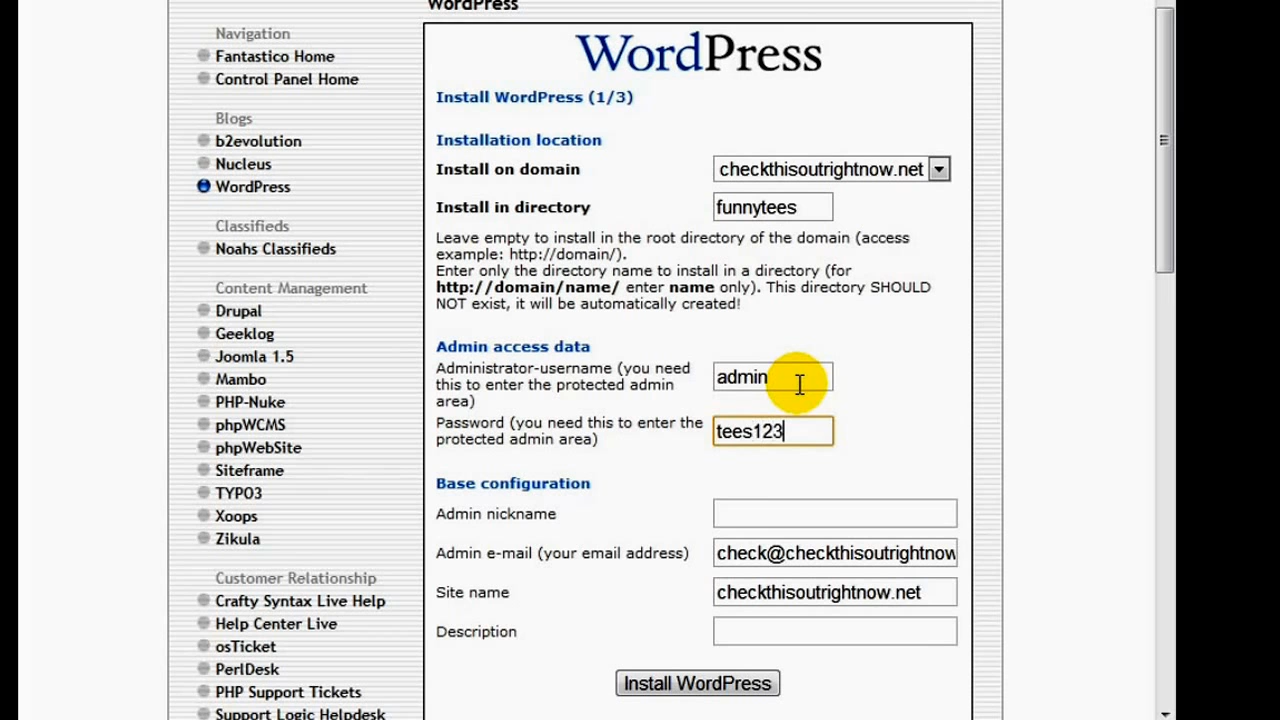 WordPress
Navigation
Fantastico Home
Control Panel Home
Blogs
b2evolution
Nucleus
WordPress
Classifieds
Noahs Classifieds
Content Management
Drupal
Geeklog
Joomla 1.5
Mambo
PHP-Nuke
phpWCMS
phpWebSite
Siteframe
TYPO3
Xoops
Zikula
Customer Relationship
Crafty Syntax Live Help
Help Center Live
osTicket
PerlDesk
PHP Support Tickets
Support Logic Helpdesk
WordPress
Install WordPress (1/3)
Installation location
Install on domain checkthisoutrightnow.net
Install in directory funnytees
Leave empty to install in the root directory of the domain (access
example: http://domain/).
Enter only the directory name to install in a directory (for
http://domain/name/ enter name only). This directory SHOULD
NOT exist, it will be automatically created!
Admin access data
Administrator-username (you need
this to enter the protected admin
area)
admin
Password (you need this to enter the
protected admin area)
tees123
Base configuration
Admin nickname
Admin e-mail (your email address) check@checkthisoutrightnow
Site name checkthisoutrightnow.net
Description
Install WordPress